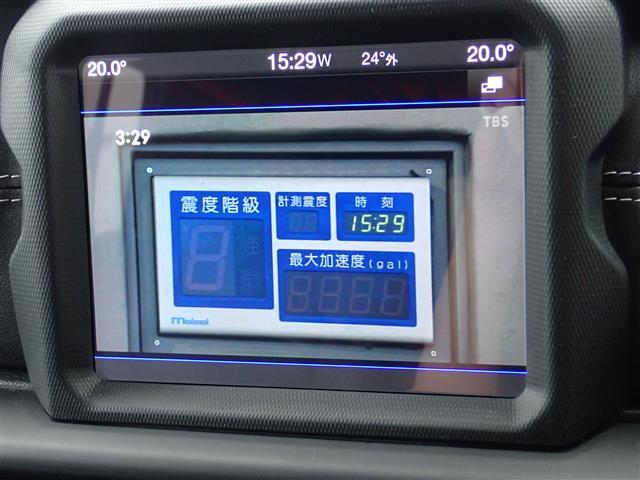 20.0° 15:29W 24°外 20.0°
TBS
3:29
震度階級 計測震度 時刻
15:29
最大加速度(gal)
Meisei